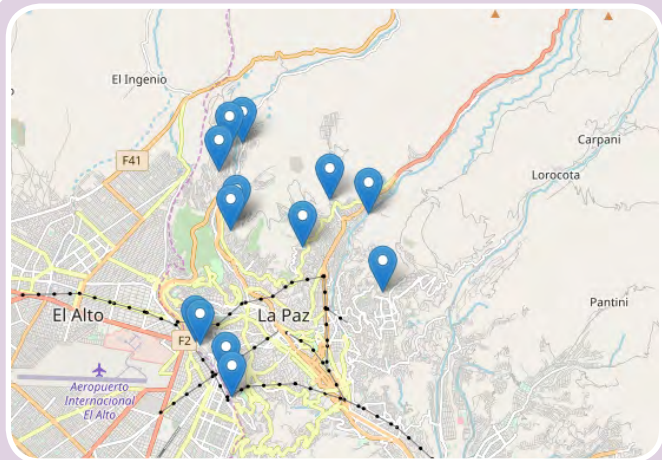 El Ingenio
F41
Carpani
Lorocota
Pantini
El Alto
La Paz
F2
Aeropuerto
Internacional
El Alto